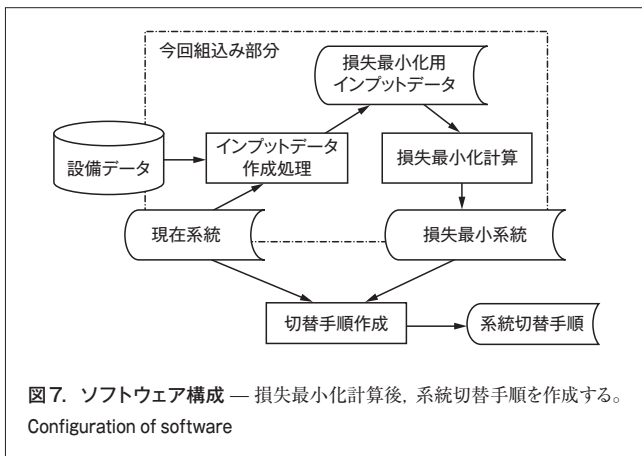 今回組込み部分
損失最小化用
インプットデータ
設備データ
インプットデータ
作成処理
損失最小化計算
現在系統
損失最小系統
切替手順作成
系統切替手順
図7. ソフトウェア構成 — 損失最小化計算後, 系統切替手順を作成する。
Configuration of software